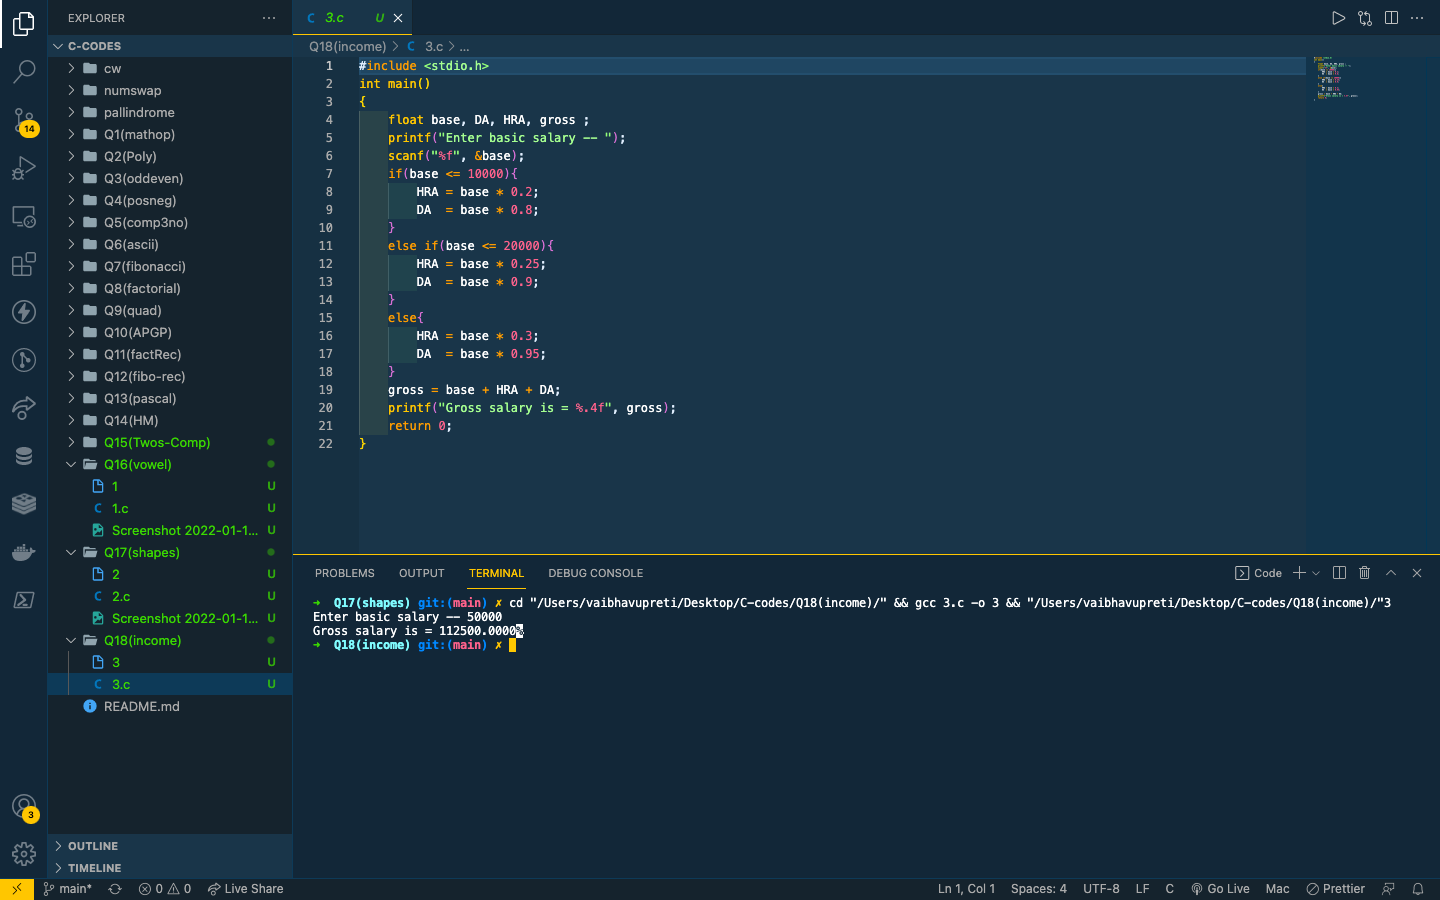 EXPLORER
C-CODES
cw
numswap
pallindrome
Q1(mathop)
Q2(Poly)
Q3(oddeven)
Q4(posneg)
Q5(comp3no)
Q6(ascii)
Q7(fibonacci)
Q8(factorial)
Q9(quad)
Q10(APGP)
Q11(factRec)
Q12(fibo-rec)
Q13(pascal)
Q14(HM)
Q15(Twos-Comp)
Q16(vowel)
1 U
C 1.c U
Screenshot 2022-01-1... U
Q17(shapes)
2 U
C 2.c U
Screenshot 2022-01-1... U
Q18(income)
3 U
C 3.c U
README.md
OUTLINE
TIMELINE
14
3
C 3.c U
Q18(income) > C 3.c > ...
1 #include <stdio.h>
2 int main()
3 {
4 float base, DA, HRA, gross ;
5 printf("Enter basic salary -- ");
6 scanf("%f", &base);
7 if(base <= 10000){
8 HRA = base * 0.2;
9 DA  = base * 0.8;
10 }
11 else if(base <= 20000){
12 HRA = base * 0.25;
13 DA  = base * 0.9;
14 }
15 else{
16 HRA = base * 0.3;
17 DA  = base * 0.95;
18 }
19 gross = base + HRA + DA;
20 printf("Gross salary is = %.4f", gross);
21 return 0;
22 }
PROBLEMS OUTPUT TERMINAL DEBUG CONSOLE Code
→ Q17(shapes) git:(main) ✗ cd "/Users/vaibhavupreti/Desktop/C-codes/Q18(income)/" && gcc 3.c -o 3 && "/Users/vaibhavupreti/Desktop/C-codes/Q18(income)/"3
Enter basic salary -- 50000
Gross salary is = 112500.0000%
→ Q18(income) git:(main) ✗
main* 0 0 Live Share Ln 1, Col 1 Spaces: 4 UTF-8 LF C Go Live Mac Prettier